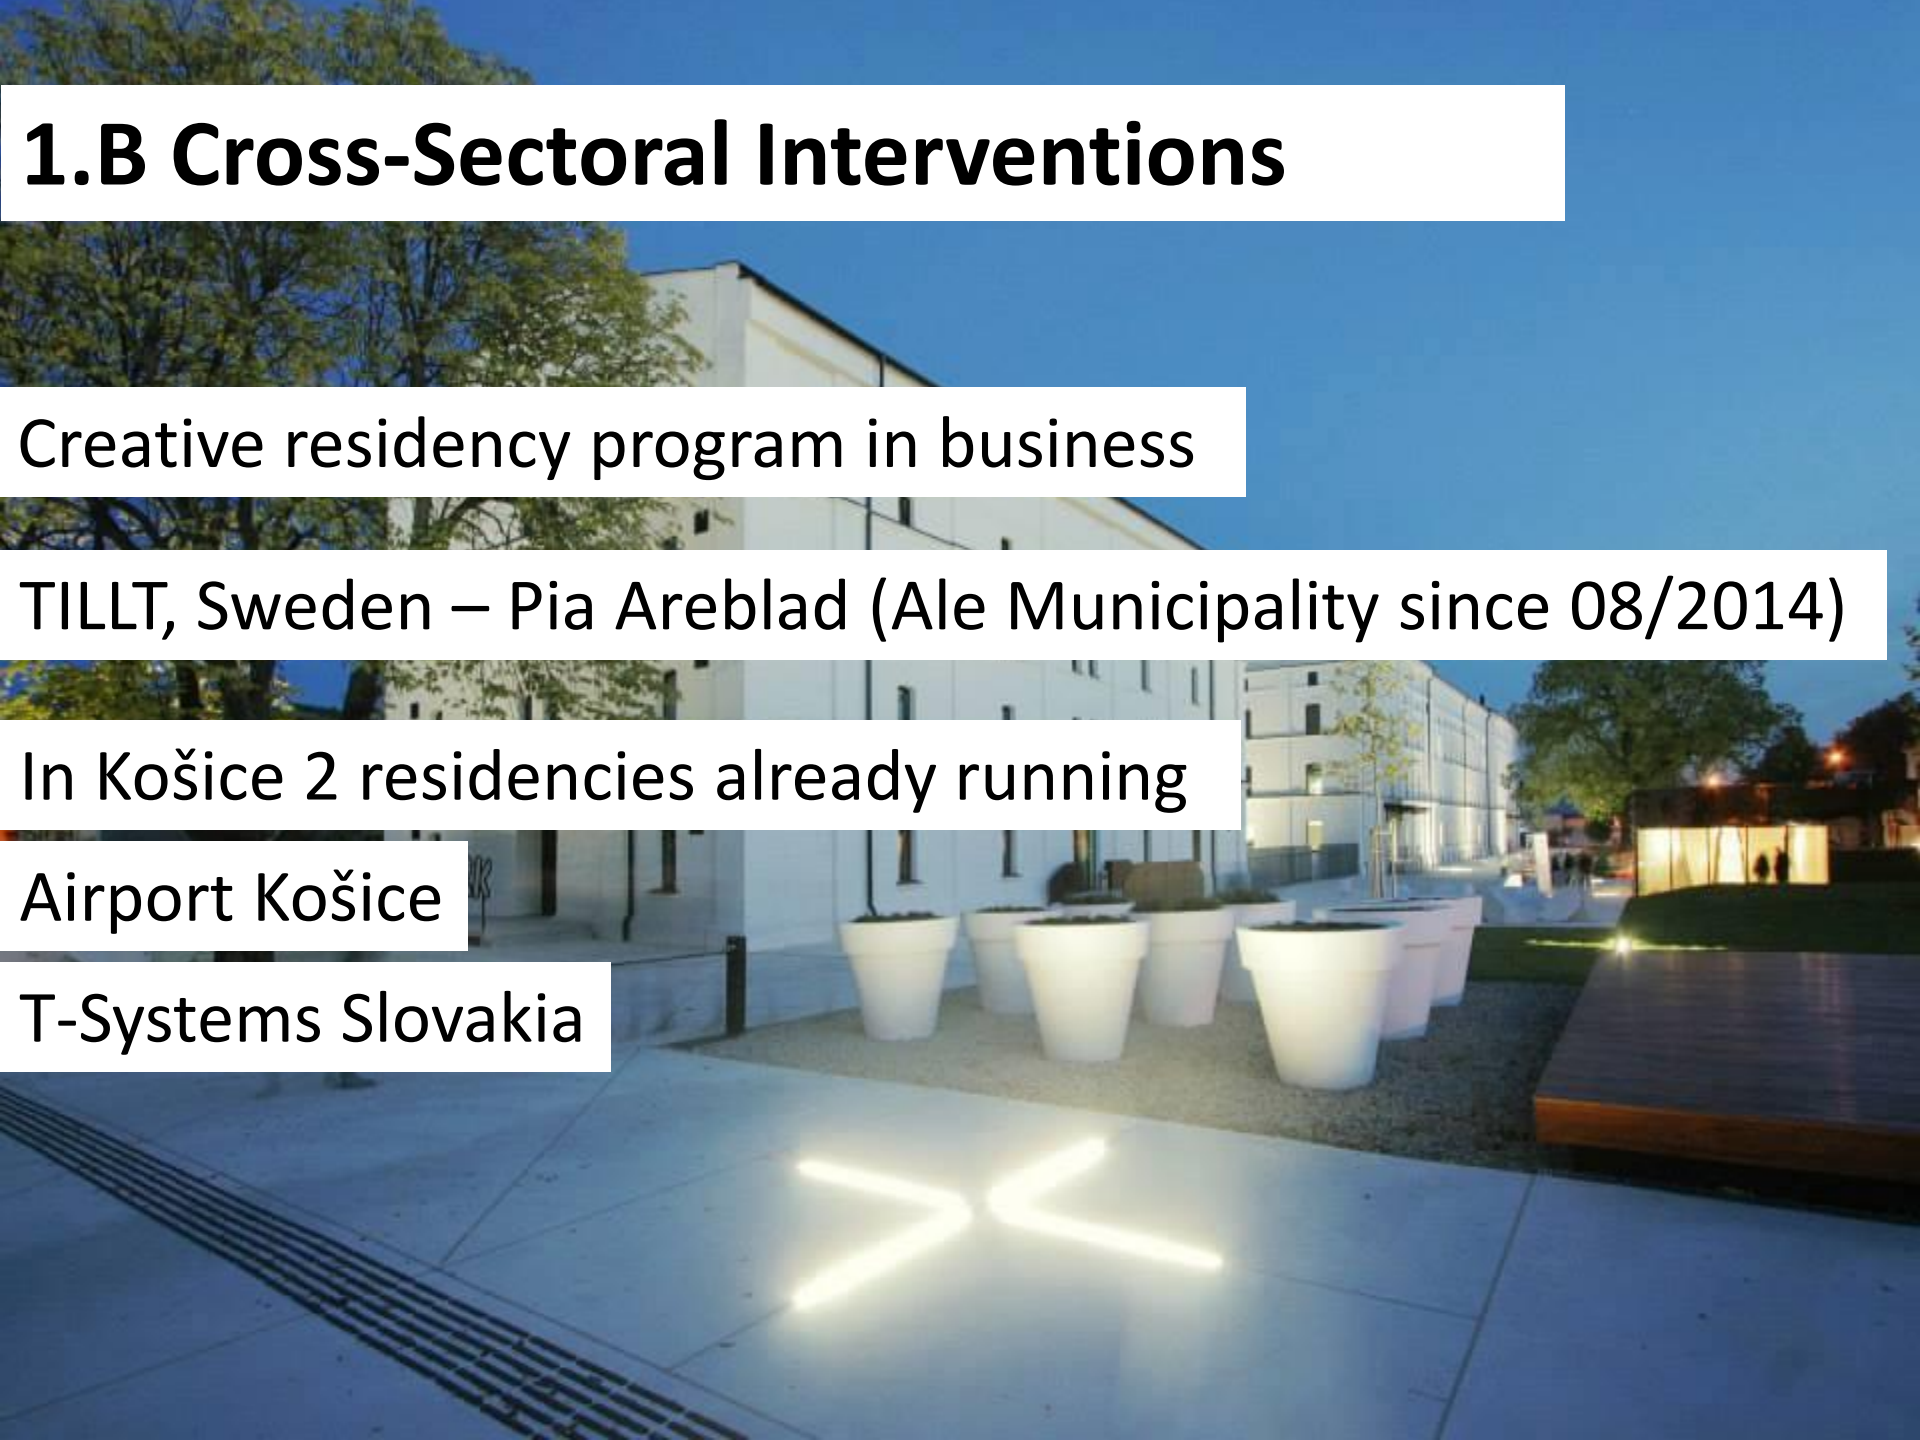 1.B Cross-Sectoral Interventions
Creative residency program in business
TILLT, Sweden – Pia Areblad (Ale Municipality since 08/2014)
In Košice 2 residencies already running
Airport Košice
T-Systems Slovakia